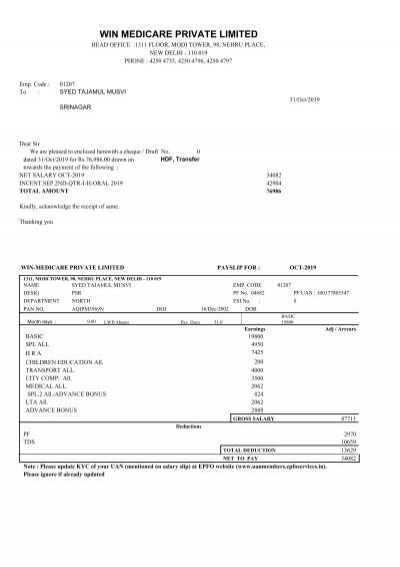 WIN MEDICARE PRIVATE LIMITED
HEAD OFFICE :1311 FLOOR, MODI TOWER, 98, NEHRU PLACE,
NEW DELHI - 110 019
PHONE : 4250 4735, 4250 4796, 4250 4797
Emp. Code : 01207
To : SYED TAJAMUL MUSVI
31/Oct/2019
SRINAGAR
Dear Sir
We are pleased to enclosed herewith a cheque / Draft No. 0
dated 31/Oct/2019 for Rs.76,986.00 drawn on HDF, Transfer
towards the payment of the following :
NET SALARY OCT-2019 34082
INCENT.SEP.2ND-QTR-I-H-ORAL 2019 42904
TOTAL AMOUNT 76986
Kindly, acknowledge the receipt of same.
Thanking you
WIN-MEDICARE PRIVATE LIMITED PAYSLIP FOR : OCT-2019
1311, MODI TOWER, 98, NEHRU PLACE, NEW DELHI - 110 019
NAME SYED TAJAMUL MUSVI EMP. CODE 01207
DESIG PSR PF No. 04682 PF UAN : 100377805347
DEPARTMENT NORTH ESI No. : 0
PAN NO. AQIPM3969N DOJ 16/Dec/2002 DOR
BASIC
Month days : 0.00 LWP/Absent Pay Days 31.0 19800
Earnings Adj / Arrears
BASIC 19800
SPL ALL 4950
H R A 7425
CHILDREN EDUCATION All. 200
TRANSPORT ALL. 4000
CITY COMP. All. 3500
MEDICAL ALL. 2062
SPL.2 All./ADVANCE BONUS 824
LTA All. 2062
ADVANCE BONUS 2888
GROSS SALARY 47711
Deductions
PF 2970
TDS 10659
TOTAL DEDUCTION 13629
NET TO PAY 34082
Note : Please update KYC of your UAN (mentioned on salary slip) at EPFO website (www.uanmembers.epfoservices.in).
Please ignore if already updated